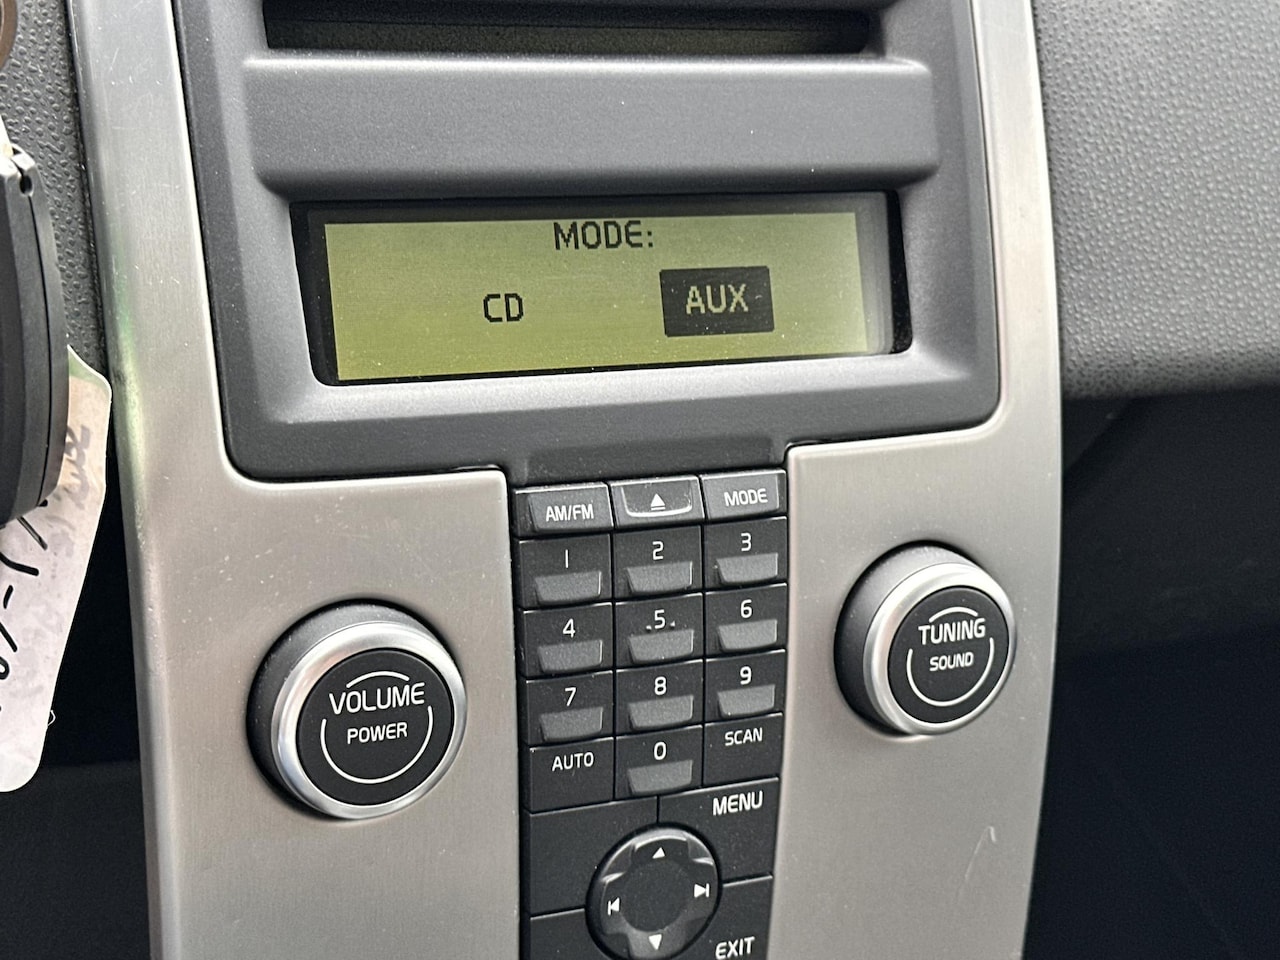 MODE:
CD AUX
AM/FM MODE
1 2 3
4 5 6
7 8 9
AUTO 0 SCAN
MENU
EXIT
VOLUME
POWER
TUNING
SOUND